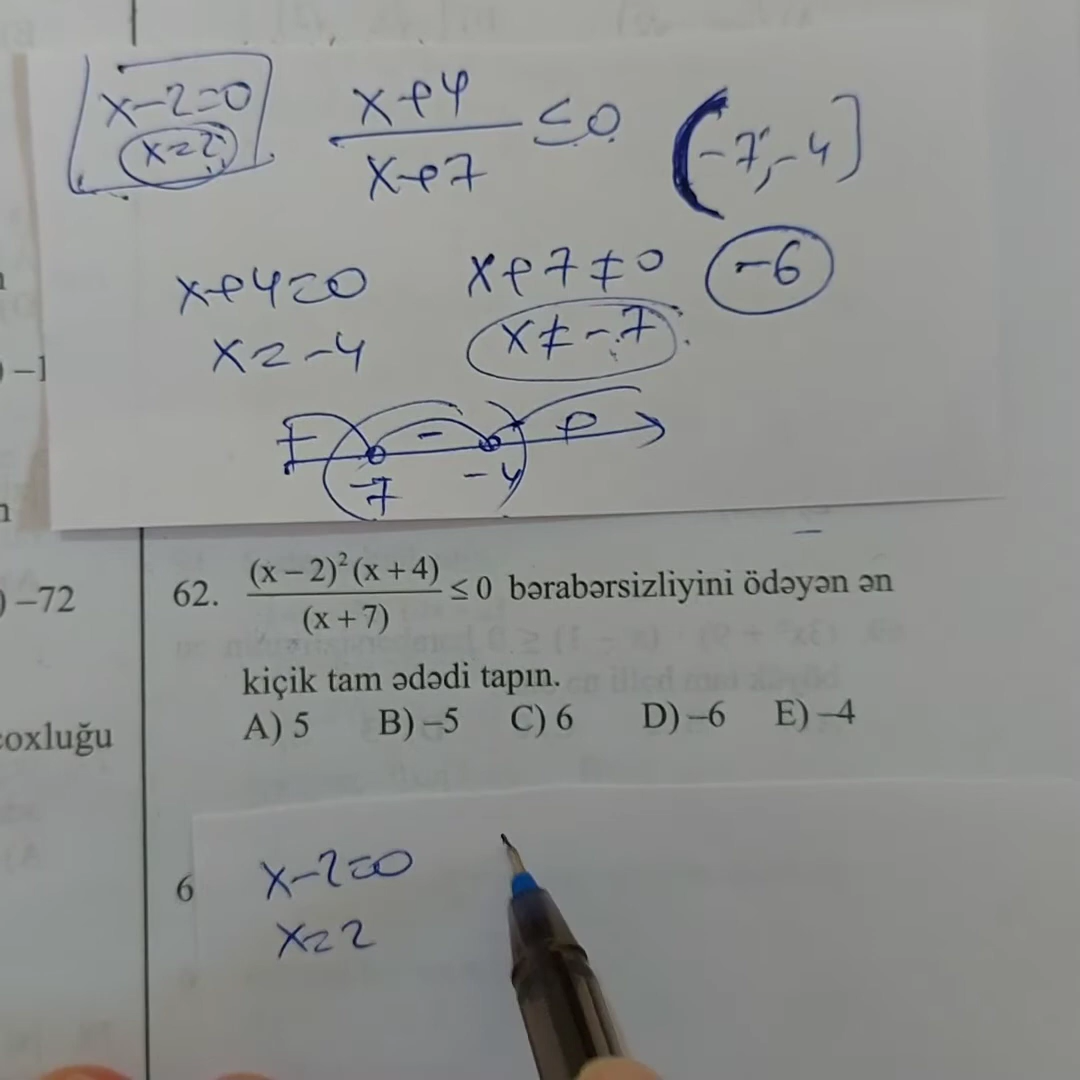 x-2=0
x=2
x+4/x+7 ≤ 0 (-7;-4]
x+4=0 x+7≠0 -6
x=-4 x≠-7
+ - +
-7 -4
) -1
) -72
62. (x-2)²(x+4)/(x+7) ≤ 0 bərabərsizliyini ödəyən ən
kiçik tam ədədi tapın.
A) 5 B) -5 C) 6 D) -6 E) -4
coxluğu
6
x-2=0
x=2